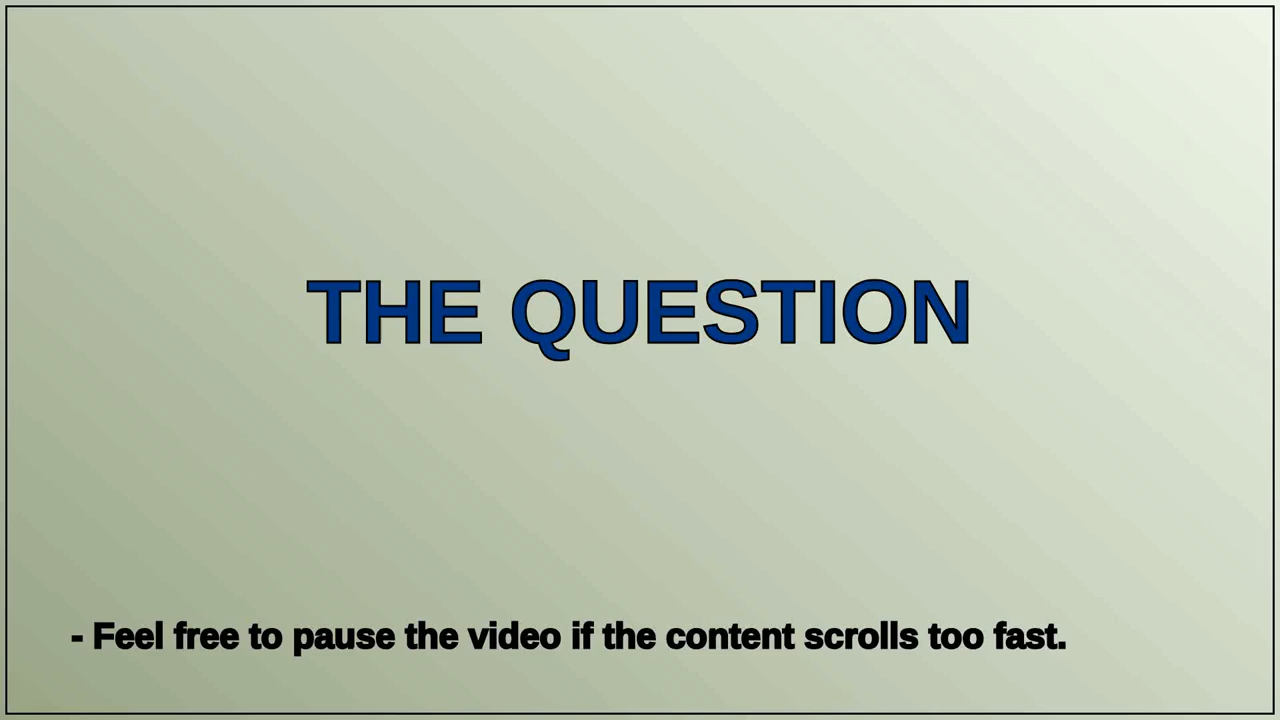 THE QUESTION
- Feel free to pause the video if the content scrolls too fast.